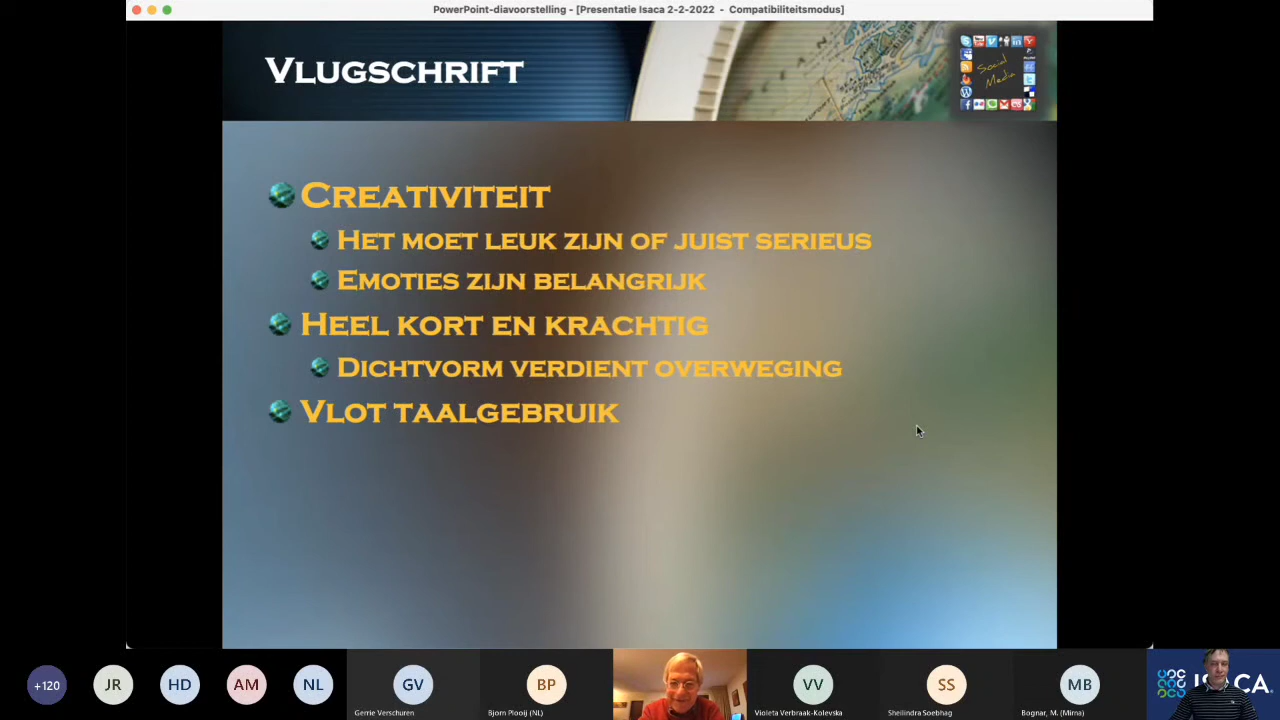 PowerPoint-diavoorstelling - [Presentatie Isaca 2-2-2022 - Compatibiliteitsmodus]
Vlugschrift
Social
Media
Creativiteit
Het moet leuk zijn of juist serieus
Emoties zijn belangrijk
Heel kort en krachtig
Dichtvorm verdient overweging
Vlot taalgebruik
+120
JR
HD
AM
NL
GV
BP
VV
SS
MB
ISACA
Gerrie Verschuren
Bjorn Plooij (NL)
Violeta Verbraak-Kolevska
Sheilindra Soebhag
Bognar, M. (Mirna)